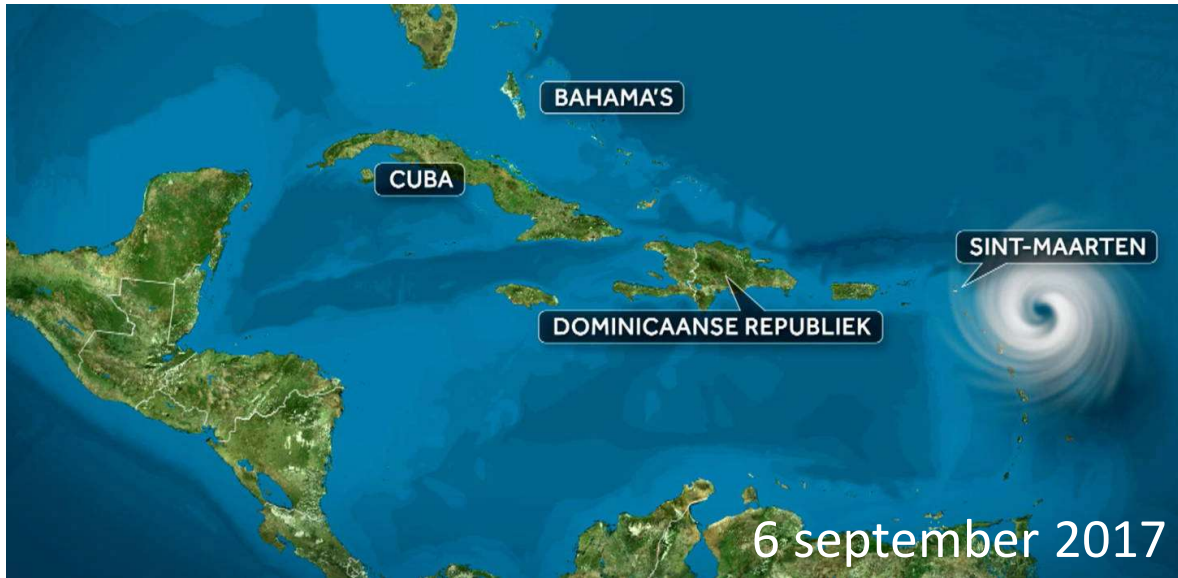 BAHAMA'S
CUBA
SINT-MAARTEN
DOMINICAANSE REPUBLIEK
6 september 2017